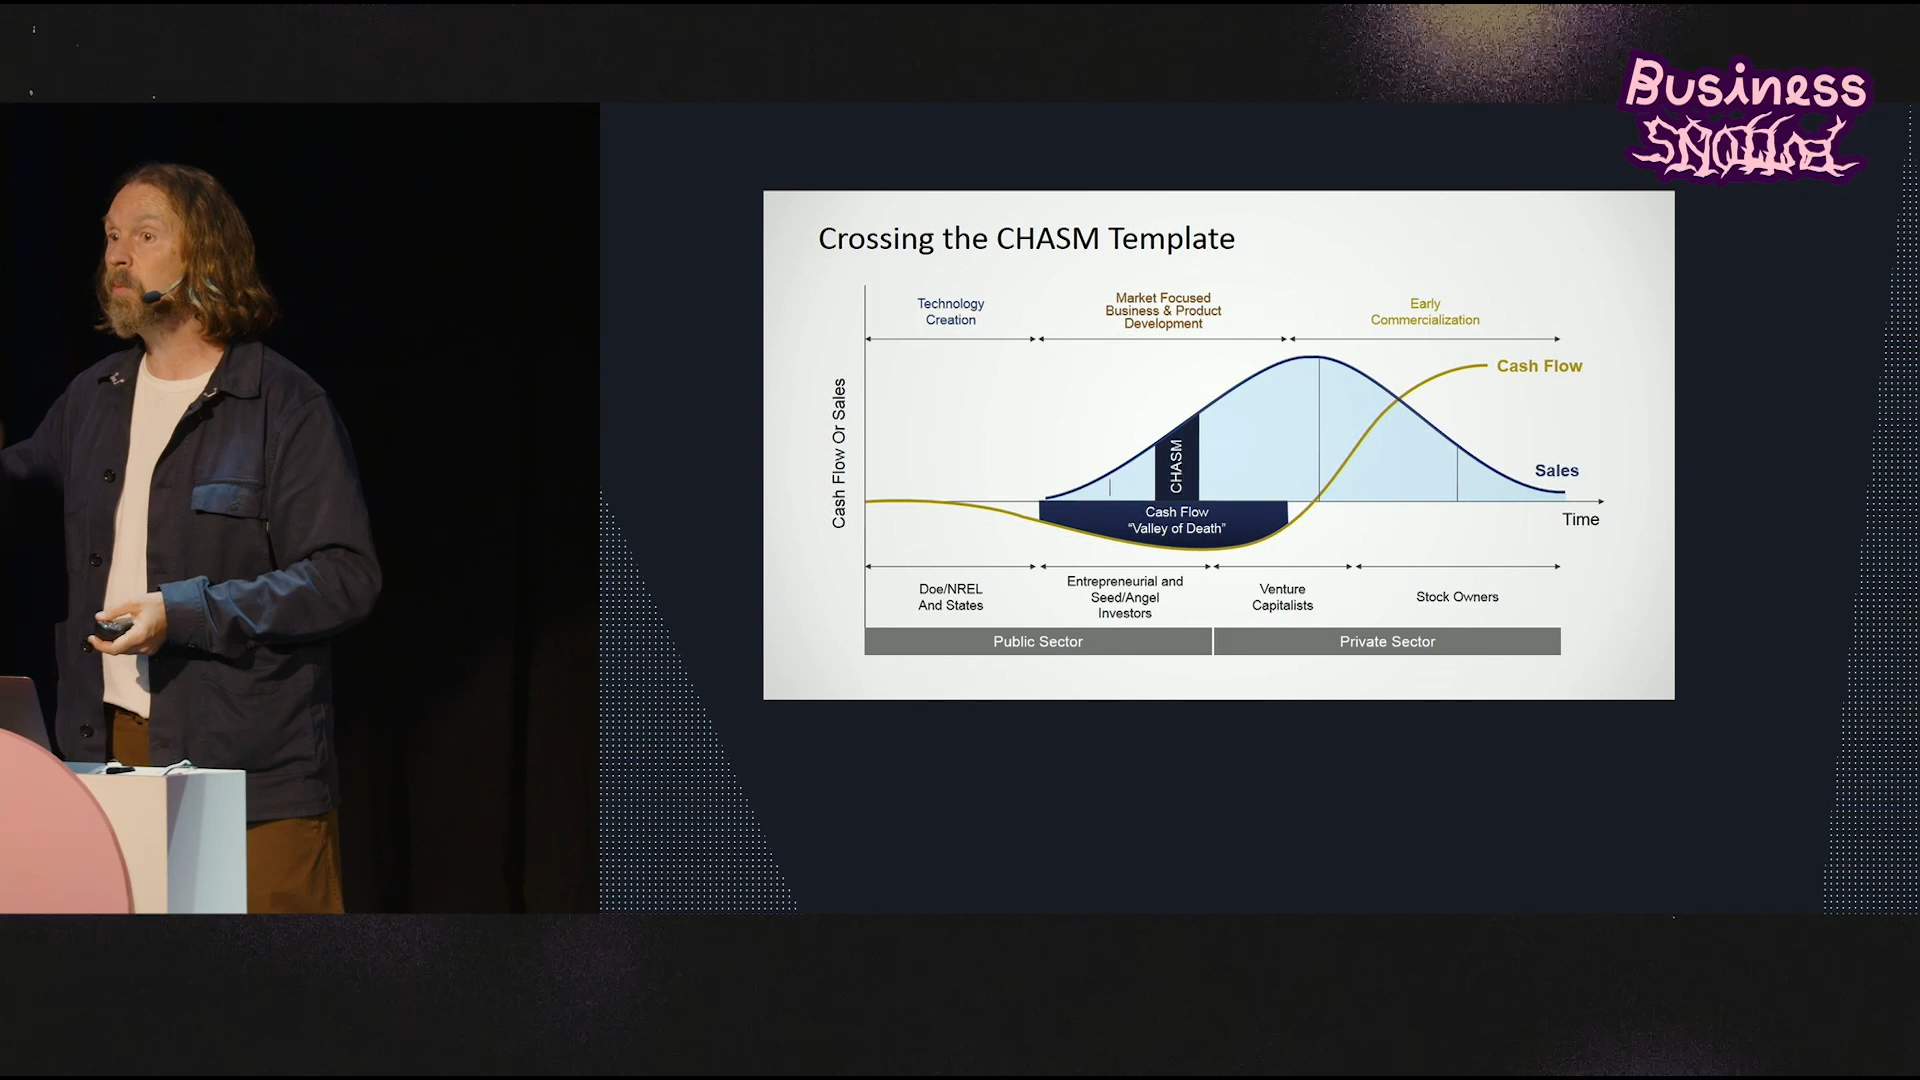 Business
Crossing the CHASM Template
Technology
Creation
Market Focused
Business & Product
Development
Early
Commercialization
Cash Flow
Cash Flow Or Sales
CHASM
Sales
Cash Flow
“Valley of Death”
Time
Doe/NREL
And States
Entrepreneurial and
Seed/Angel
Investors
Venture
Capitalists
Stock Owners
Public Sector
Private Sector